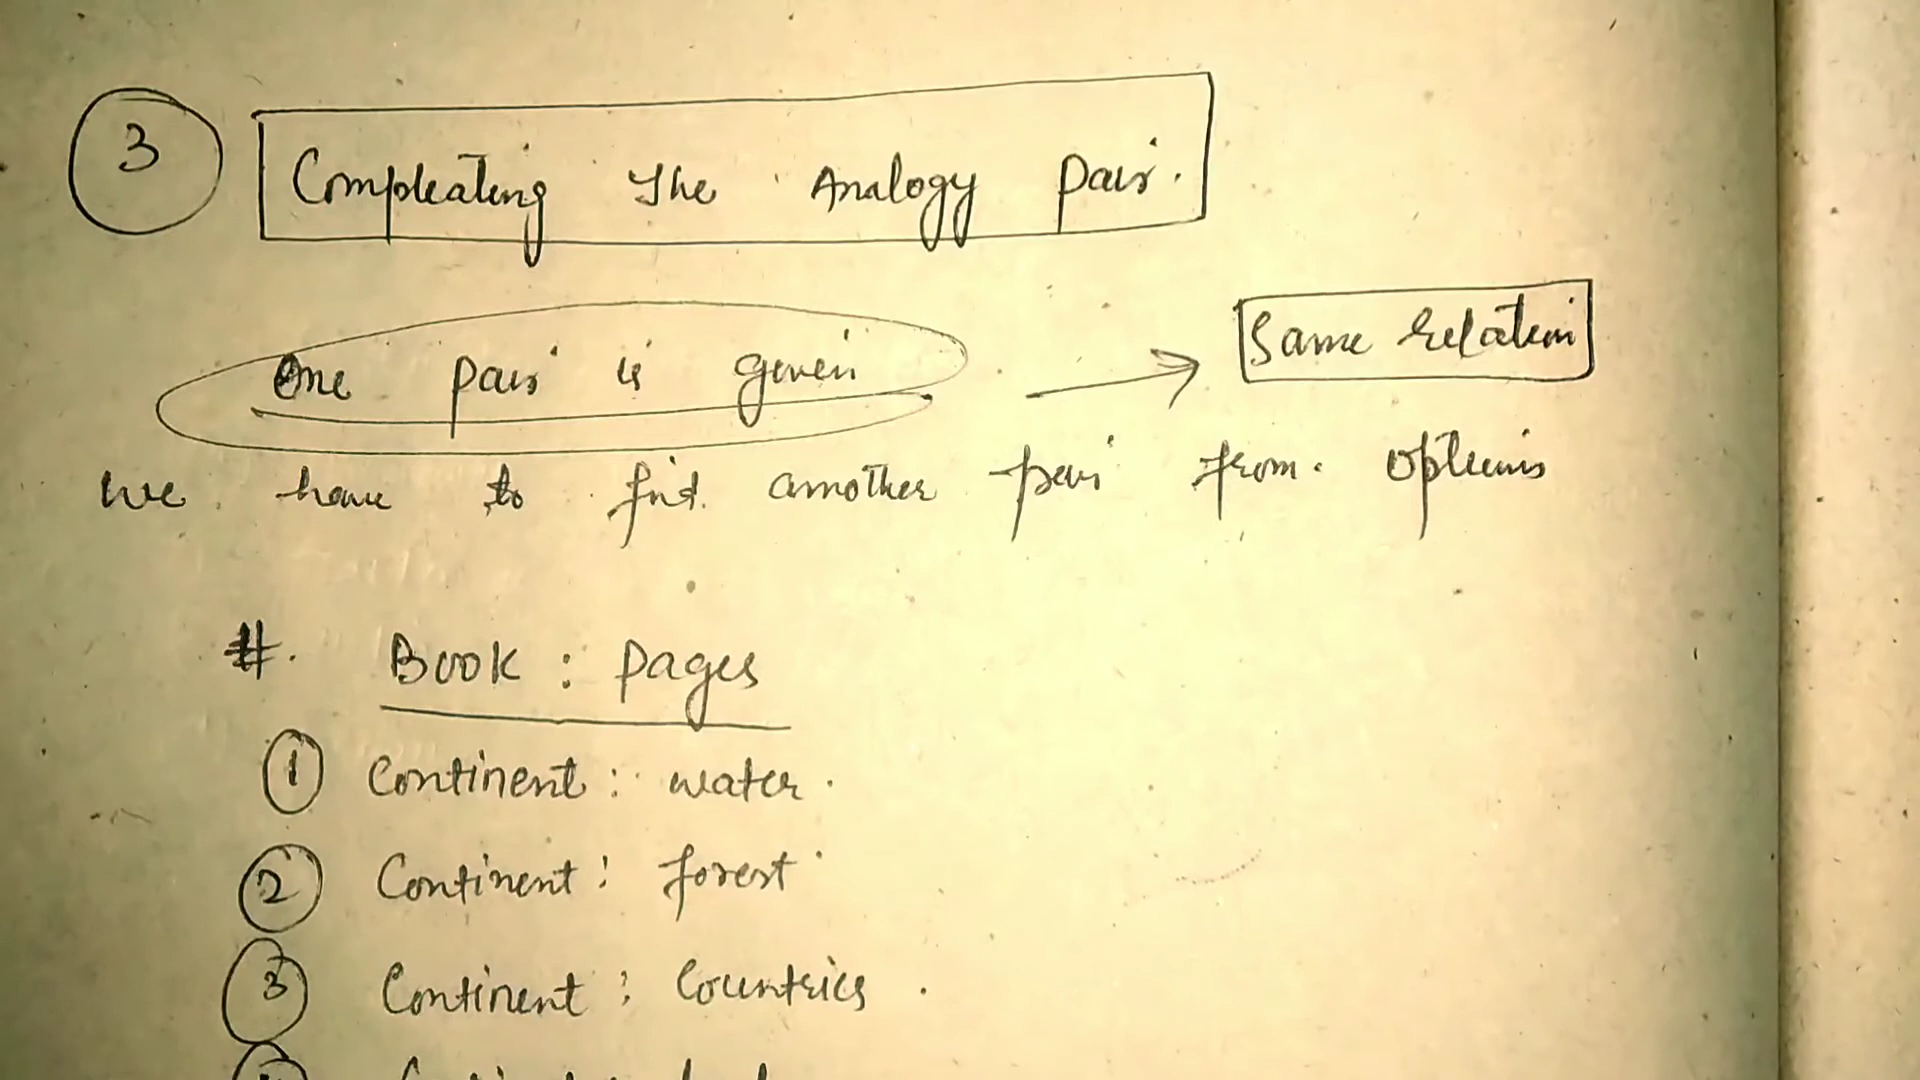 3
Compleating The Analogy Pair.
One pair is given → Same relation
we have to find another pair from options
#. Book : pages
1 Continent : water.
2 Continent : forest
3 Continent : Countries.